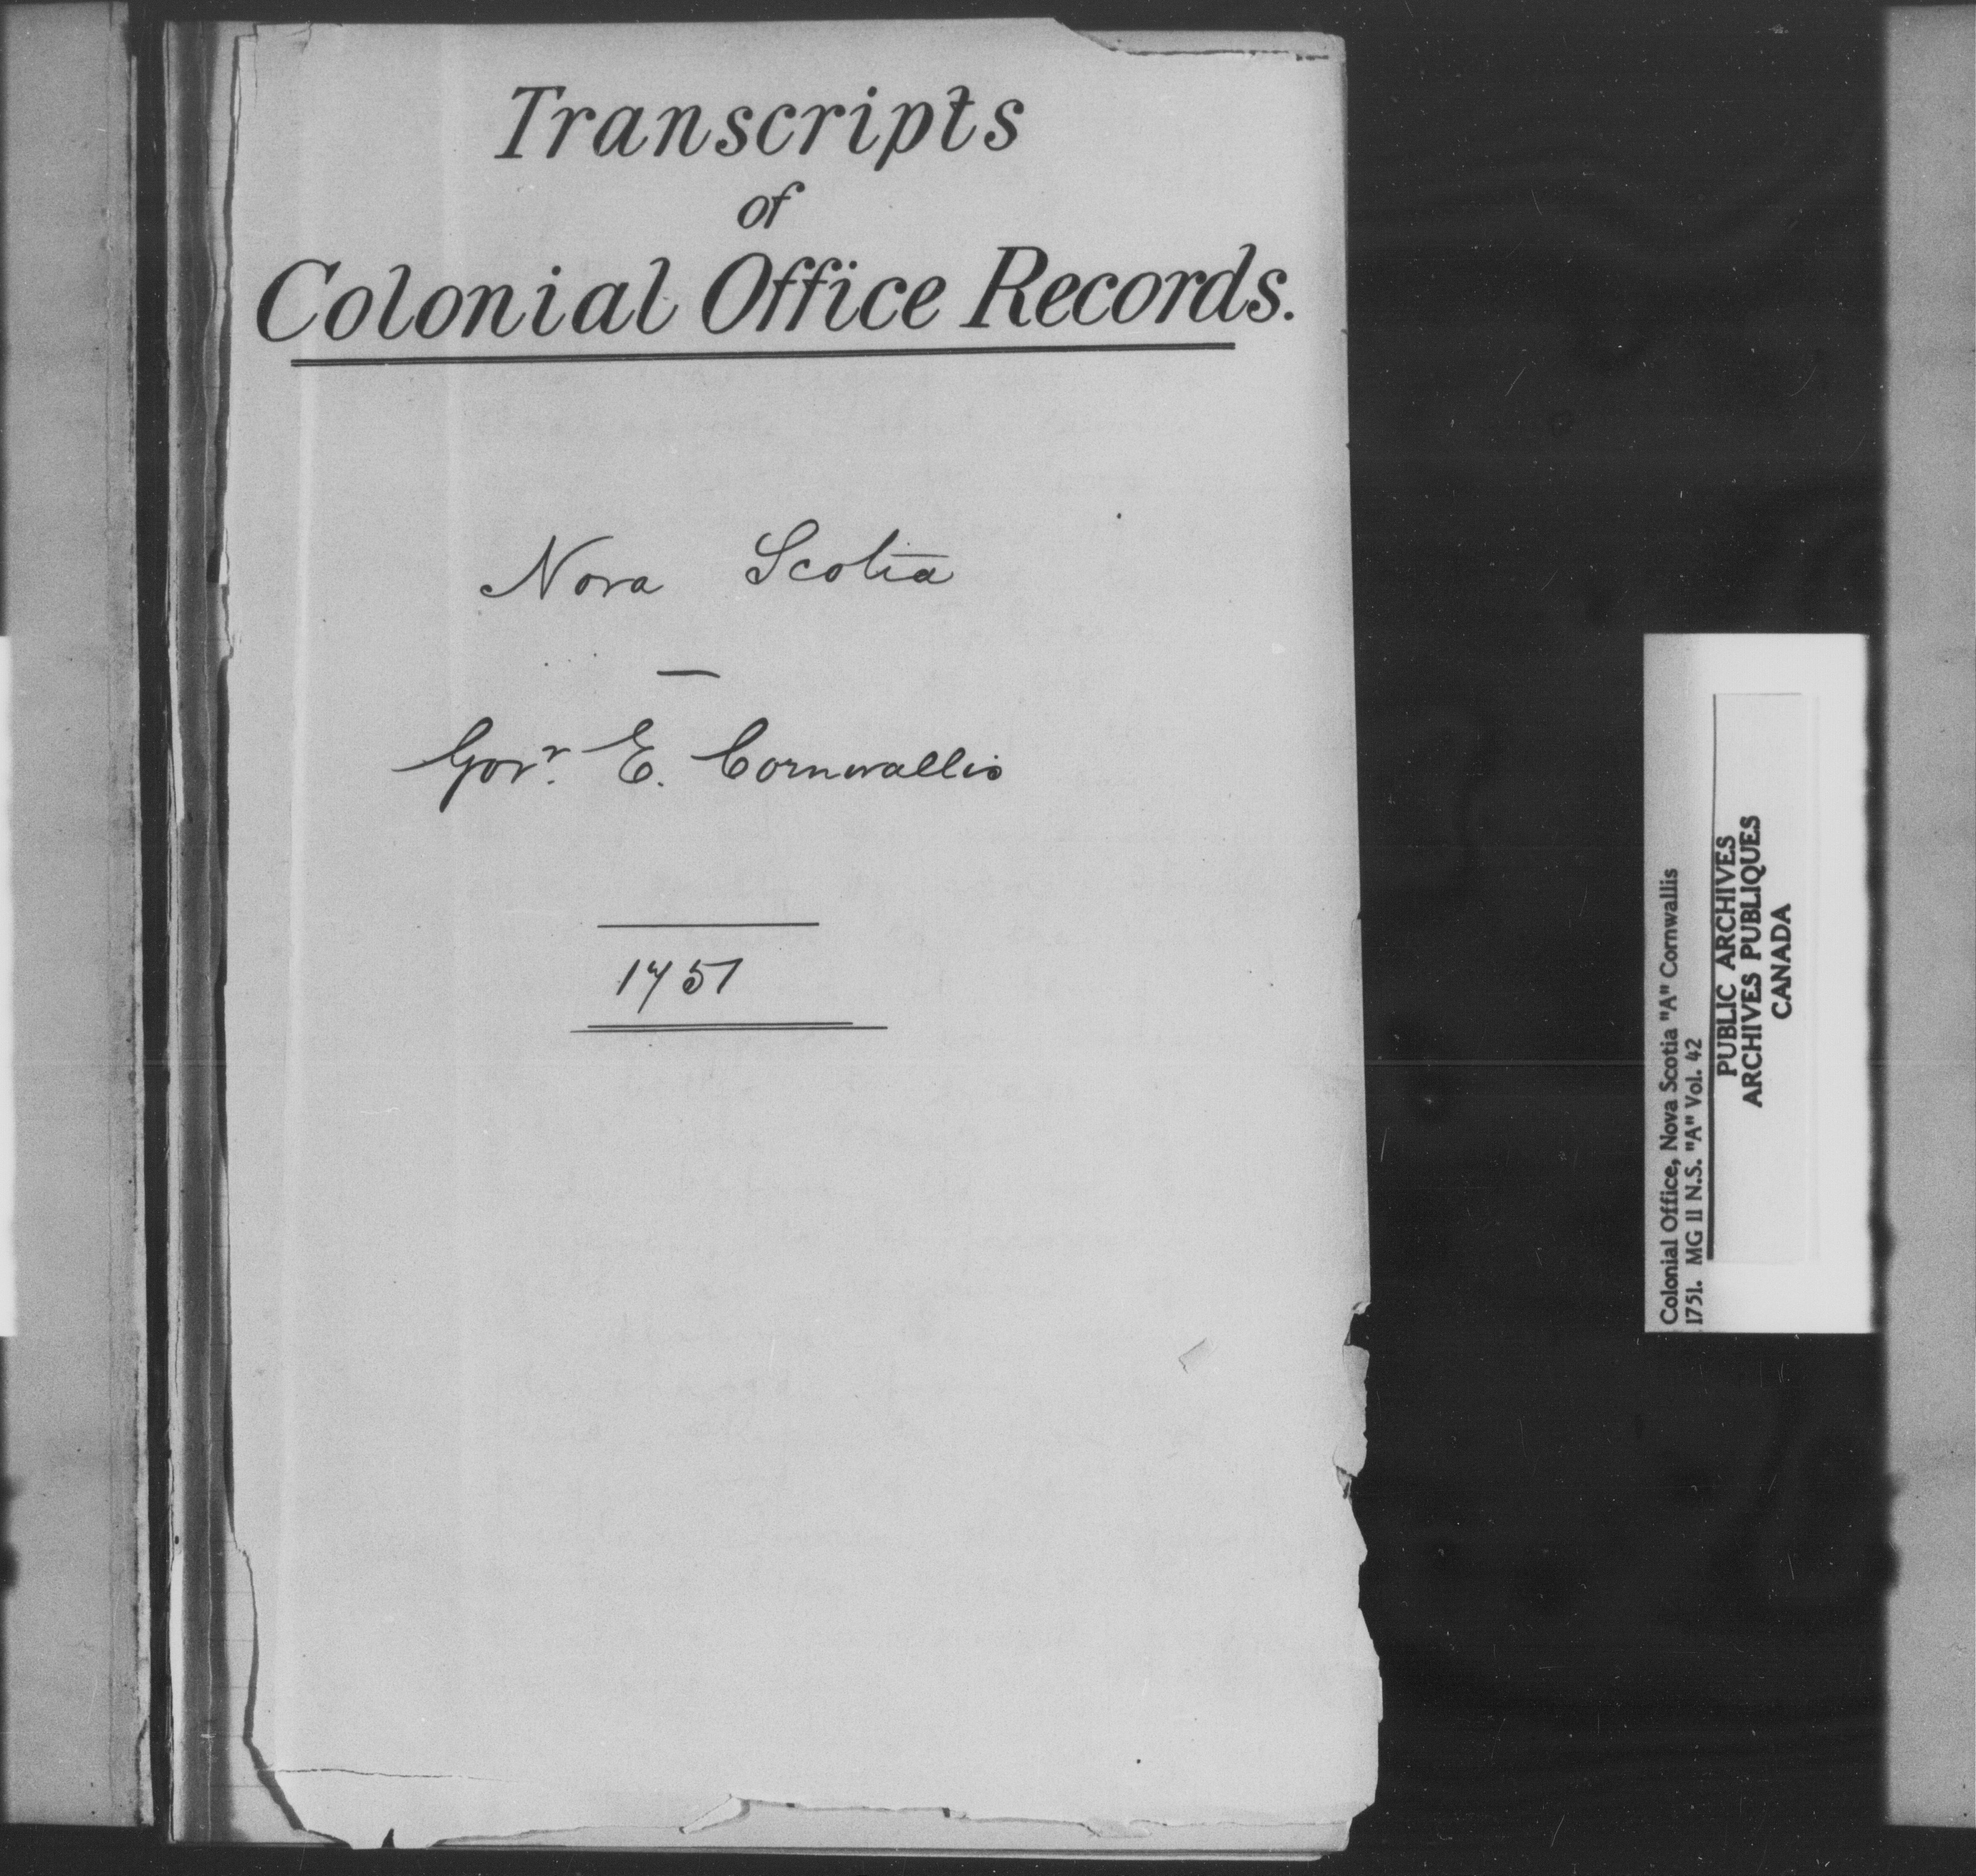 Transcripts
of
Colonial Office Records.
Nova Scotia
—
Govr. E. Cornwallis
1751
Colonial Office, Nova Scotia "A" Cornwallis
1751. MG 11 N.S. "A" Vol. 42
PUBLIC ARCHIVES
ARCHIVES PUBLIQUES
CANADA